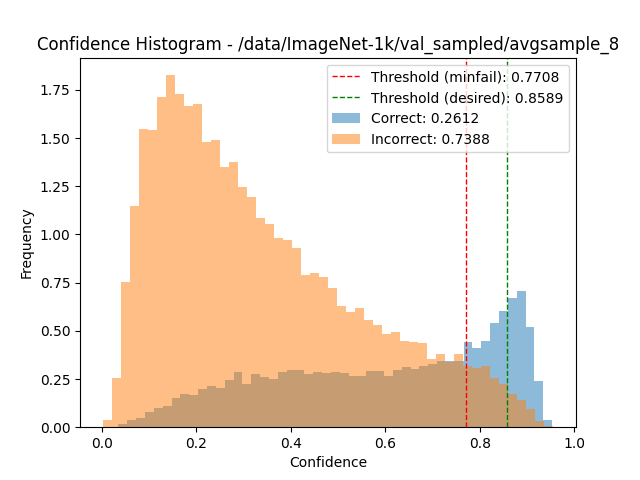 Confidence Histogram - /data/ImageNet-1k/val_sampled/avgsample_8
Threshold (minfail): 0.7708
Threshold (desired): 0.8589
Correct: 0.2612
Incorrect: 0.7388
Frequency
1.75
1.50
1.25
1.00
0.75
0.50
0.25
0.00
0.0 0.2 0.4 0.6 0.8 1.0
Confidence